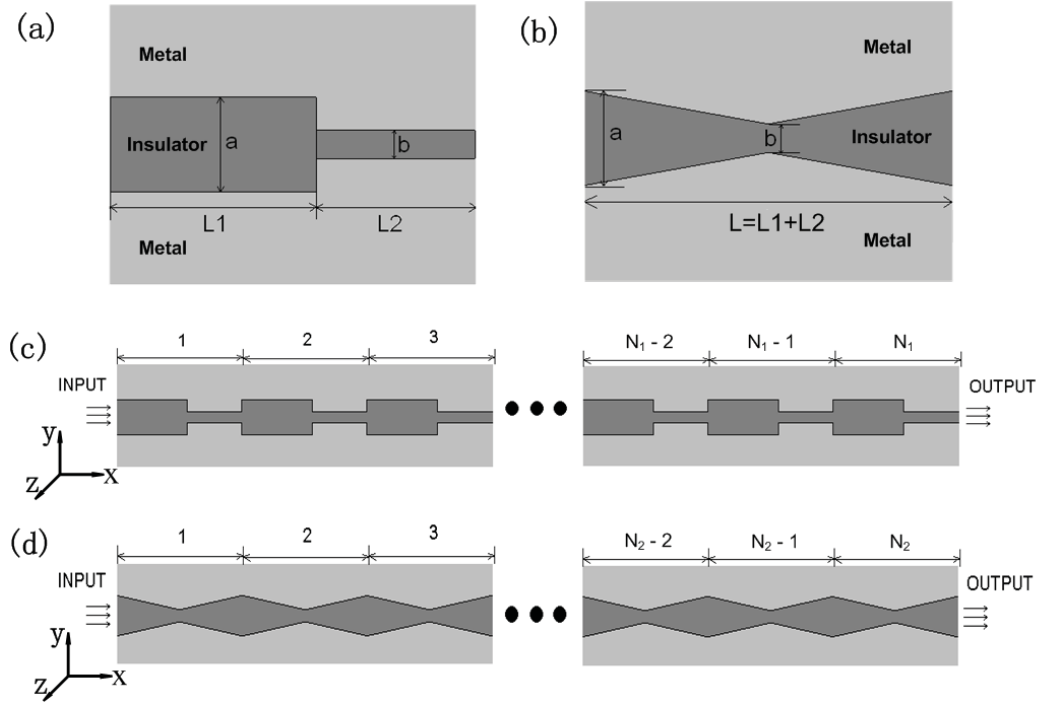 (a)
Metal
Insulator
a
b
L1
L2
Metal
(b)
Metal
a
b
Insulator
L=L1+L2
Metal
(c)
1
2
3
N₁ - 2
N₁ - 1
N₁
INPUT
OUTPUT
y
x
z
(d)
1
2
3
N₂ - 2
N₂ - 1
N₂
INPUT
OUTPUT
y
x
z